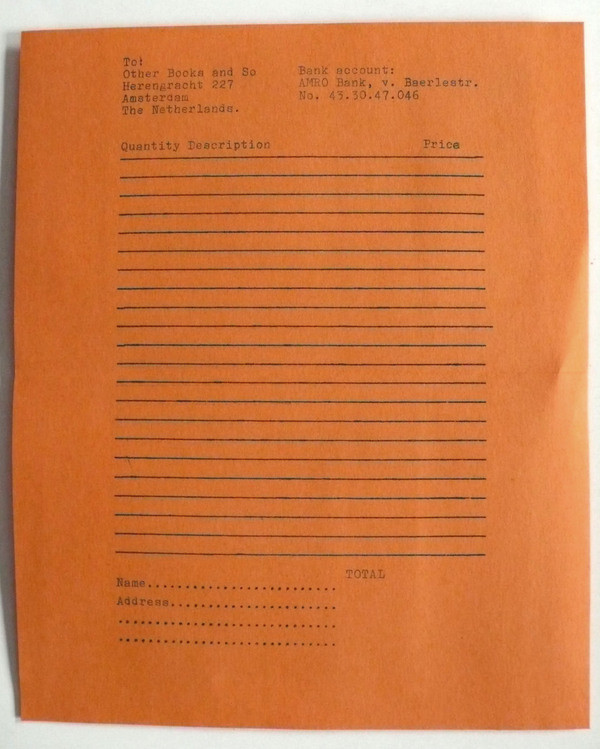 To:
Other Books and So
Herengracht 227
Amsterdam
The Netherlands.
Bank account:
AMRO Bank, v. Baerlestr.
No. 43.30.47.046
Quantity Description Price
TOTAL
Name.........................
Address......................
.............................
.............................